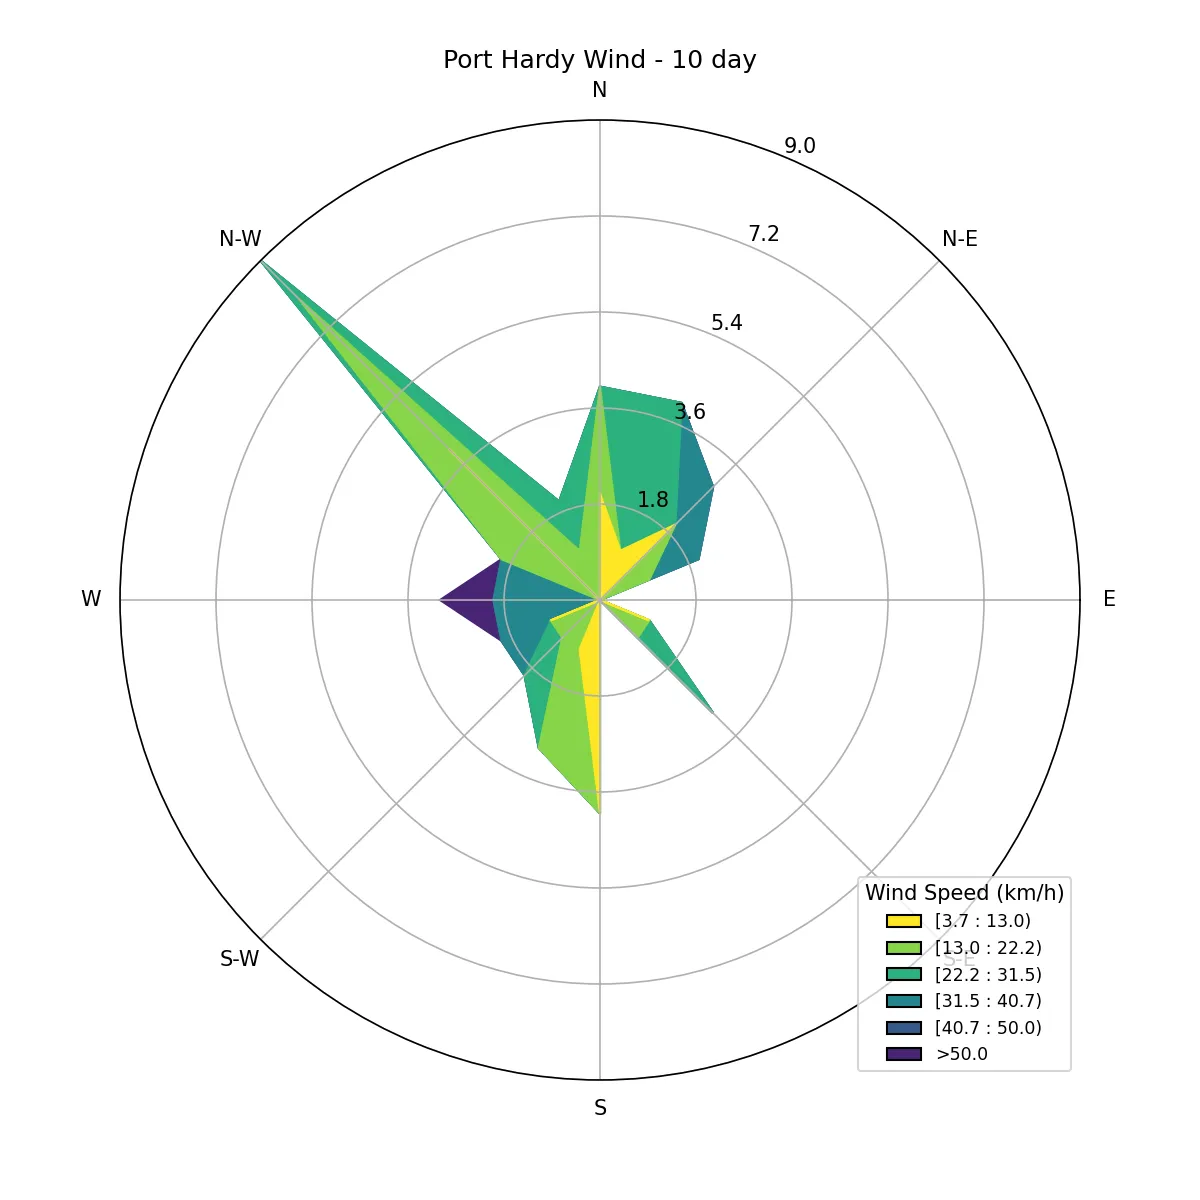 Port Hardy Wind - 10 day
N
9.0
N-W
N-E
7.2
5.4
3.6
1.8
W
E
S-W
S-E
S
Wind Speed (km/h)
[3.7 : 13.0)
[13.0 : 22.2)
[22.2 : 31.5)
[31.5 : 40.7)
[40.7 : 50.0)
>50.0